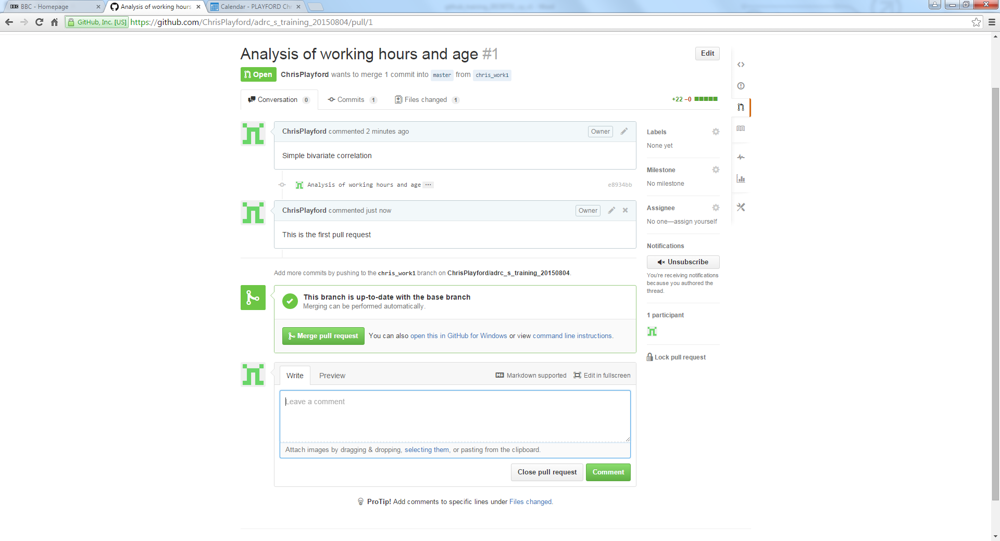 BBC - Homepage
Analysis of working hours
Calendar - PLAYFORD Chr
GitHub, Inc. [US] https://github.com/ChrisPlayford/adrc_s_training_20150804/pull/1
Analysis of working hours and age #1
Edit
Open ChrisPlayford wants to merge 1 commit into master from chris_work1
Conversation 0 Commits 1 Files changed 1 +22 −0
ChrisPlayford commented 2 minutes ago Owner
Simple bivariate correlation
Analysis of working hours and age ··· e8934bb
ChrisPlayford commented just now Owner
This is the first pull request
Add more commits by pushing to the chris_work1 branch on ChrisPlayford/adrc_s_training_20150804.
This branch is up-to-date with the base branch
Merging can be performed automatically.
Merge pull request You can also open this in GitHub for Windows or view command line instructions.
Write Preview Markdown supported Edit in fullscreen
Leave a comment
Attach images by dragging & dropping, selecting them, or pasting from the clipboard.
Close pull request Comment
ProTip! Add comments to specific lines under Files changed.
Labels
None yet
Milestone
No milestone
Assignee
No one—assign yourself
Notifications
Unsubscribe
You're receiving notifications
because you authored the
thread.
1 participant
Lock pull request